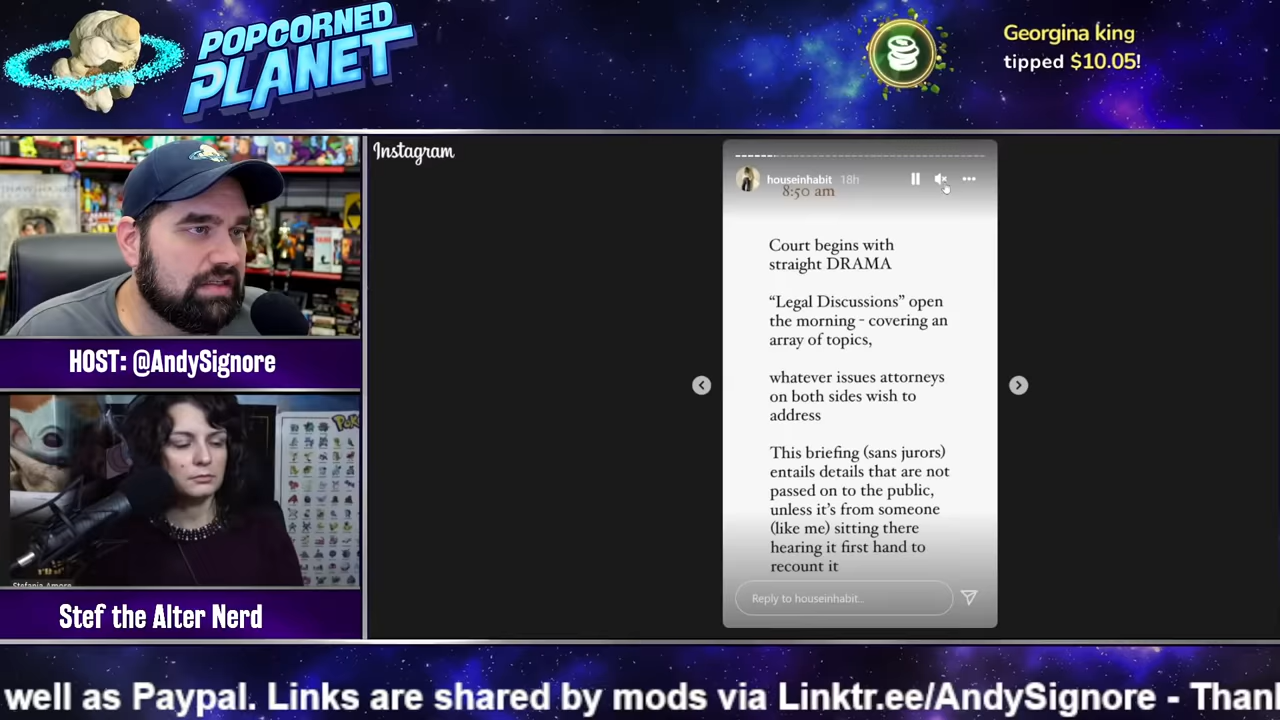 POPCORNED
PLANET
Georgina king
tipped $10.05!
Instagram
houseinhabit 18h
8:50 am
Court begins with
straight DRAMA
“Legal Discussions” open
the morning - covering an
array of topics,
whatever issues attorneys
on both sides wish to
address
This briefing (sans jurors)
entails details that are not
passed on to the public,
unless it’s from someone
(like me) sitting there
hearing it first hand to
recount it
Reply to houseinhabit...
HOST: @AndySignore
Stefania Amore
Stef the Alter Nerd
well as Paypal. Links are shared by mods via Linktr.ee/AndySignore - Thank